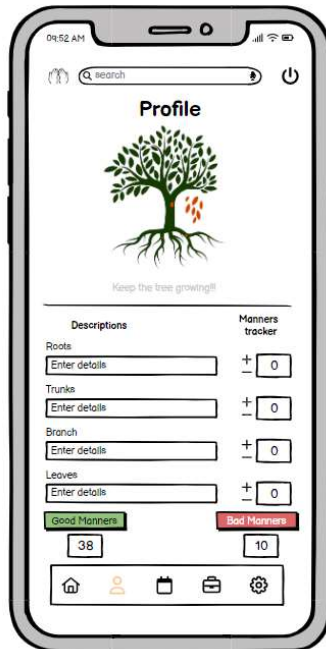 09:52 AM
search
Profile
Keep the tree growing!!!
Descriptions
Manners
tracker
Roots
Enter details
+
−
0
Trunks
Enter details
+
−
0
Branch
Enter details
+
−
0
Leaves
Enter details
+
−
0
Good Manners
Bad Manners
38
10